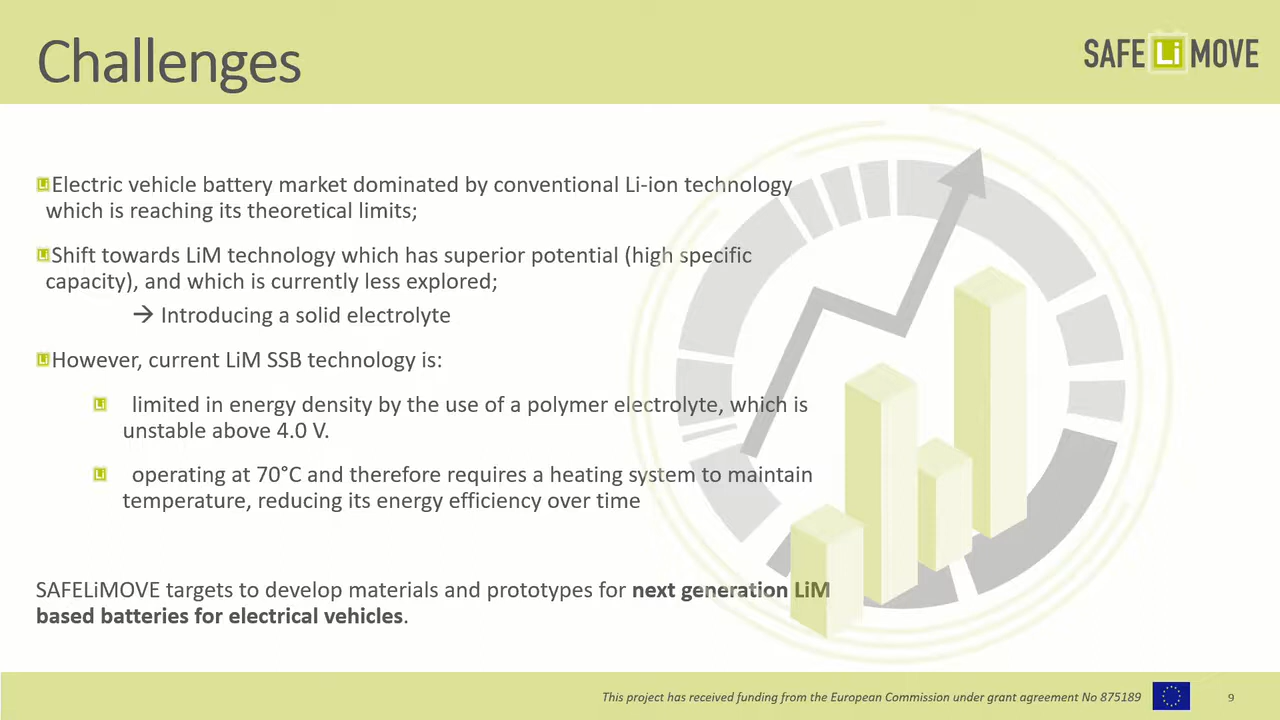 Challenges
SAFE Li MOVE
Electric vehicle battery market dominated by conventional Li-ion technology
which is reaching its theoretical limits;
Shift towards LiM technology which has superior potential (high specific
capacity), and which is currently less explored;
→ Introducing a solid electrolyte
However, current LiM SSB technology is:
limited in energy density by the use of a polymer electrolyte, which is
unstable above 4.0 V.
operating at 70°C and therefore requires a heating system to maintain
temperature, reducing its energy efficiency over time
SAFELiMOVE targets to develop materials and prototypes for next generation LiM
based batteries for electrical vehicles.
This project has received funding from the European Commission under grant agreement No 875189
9